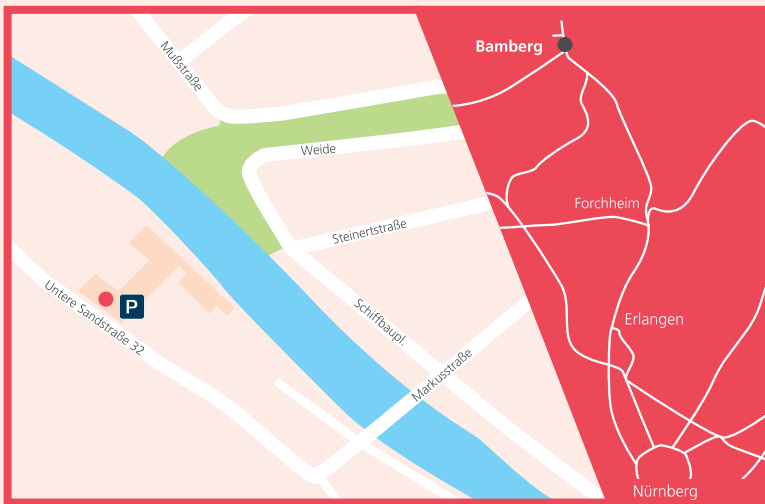 Mußstraße
Weide
Steinertstraße
Schiffbaupl.
Markusstraße
Untere Sandstraße 32
P
Bamberg
Forchheim
Erlangen
Nürnberg